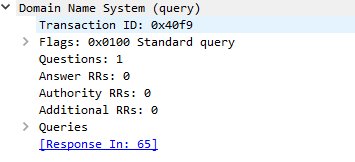 Domain Name System (query)
Transaction ID: 0x40f9
Flags: 0x0100 Standard query
Questions: 1
Answer RRs: 0
Authority RRs: 0
Additional RRs: 0
Queries
[Response In: 65]